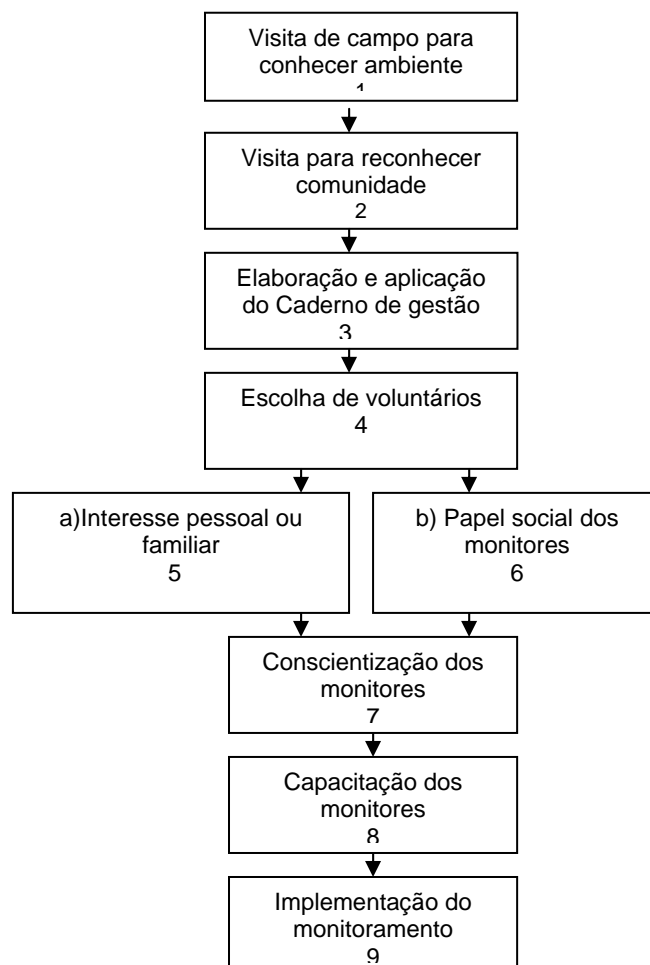 Visita de campo para
conhecer ambiente
1
Visita para reconhecer
comunidade
2
Elaboração e aplicação
do Caderno de gestão
3
Escolha de voluntários
4
a)Interesse pessoal ou
familiar
5
b) Papel social dos
monitores
6
Conscientização dos
monitores
7
Capacitação dos
monitores
8
Implementação do
monitoramento
9